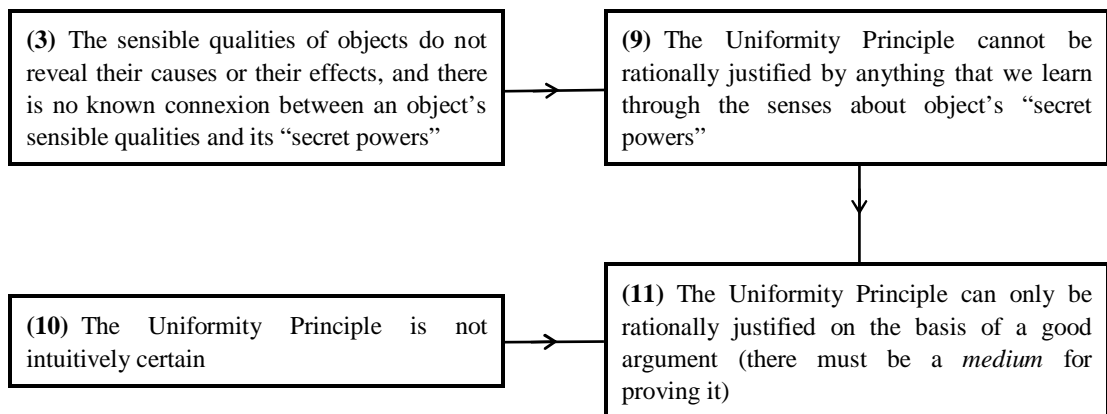 (3) The sensible qualities of objects do not
reveal their causes or their effects, and there
is no known connexion between an object’s
sensible qualities and its “secret powers”
(9) The Uniformity Principle cannot be
rationally justified by anything that we learn
through the senses about object’s “secret
powers”
(10) The Uniformity Principle is not
intuitively certain
(11) The Uniformity Principle can only be
rationally justified on the basis of a good
argument (there must be a medium for
proving it)